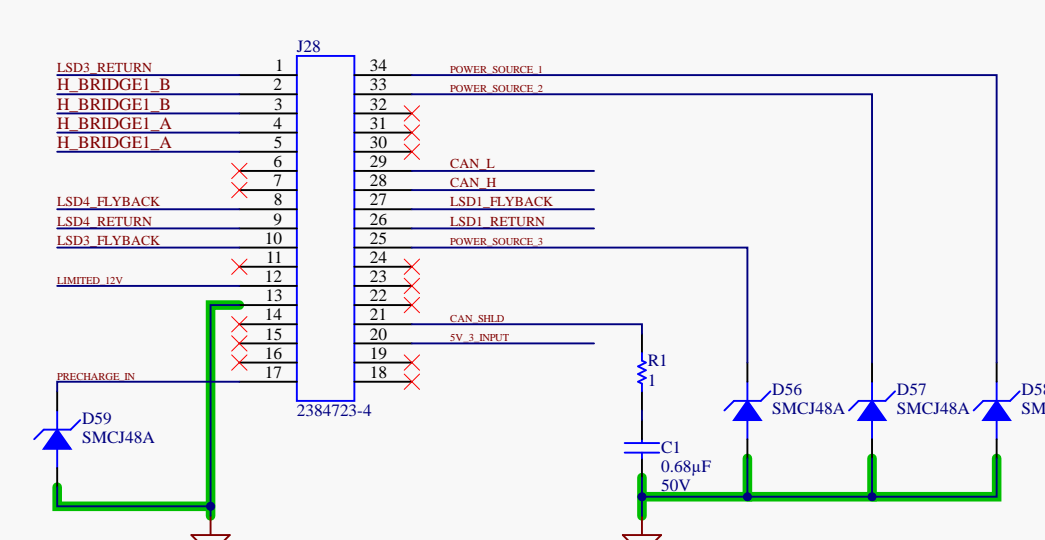 J28
LSD3_RETURN 1 34 POWER_SOURCE_1
H_BRIDGE1_B 2 33 POWER_SOURCE_2
H_BRIDGE1_B 3 32
H_BRIDGE1_A 4 31
H_BRIDGE1_A 5 30
6 29 CAN_L
7 28 CAN_H
LSD4_FLYBACK 8 27 LSD1_FLYBACK
LSD4_RETURN 9 26 LSD1_RETURN
LSD3_FLYBACK 10 25 POWER_SOURCE_3
11 24
LIMITED_12V 12 23
13 22
14 21 CAN_SHLD
15 20 5V_3_INPUT
16 19
PRECHARGE_IN 17 18
2384723-4
R1
1
D56
SMCJ48A
D57
SMCJ48A
D58
SM
D59
SMCJ48A
C1
0.68µF
50V